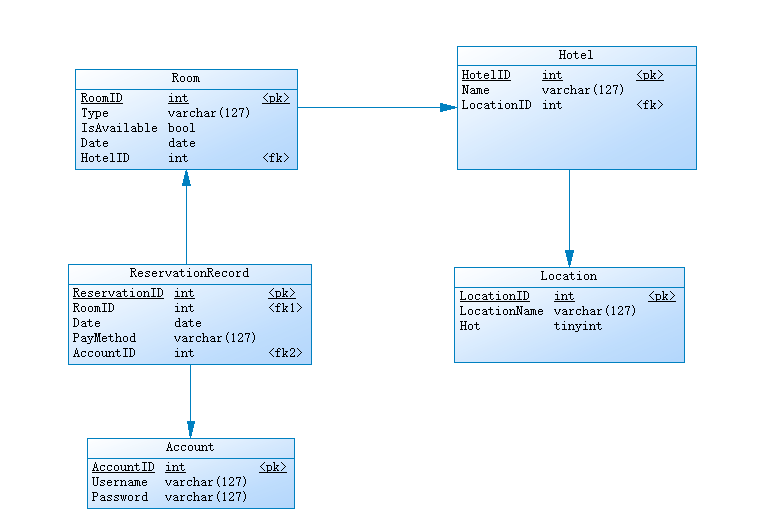 Room
RoomID int <pk>
Type varchar(127)
IsAvailable bool
Date date
HotelID int <fk>
Hotel
HotelID int <pk>
Name varchar(127)
LocationID int <fk>
ReservationRecord
ReservationID int <pk>
RoomID int <fk1>
Date date
PayMethod varchar(127)
AccountID int <fk2>
Location
LocationID int <pk>
LocationName varchar(127)
Hot tinyint
Account
AccountID int <pk>
Username varchar(127)
Password varchar(127)